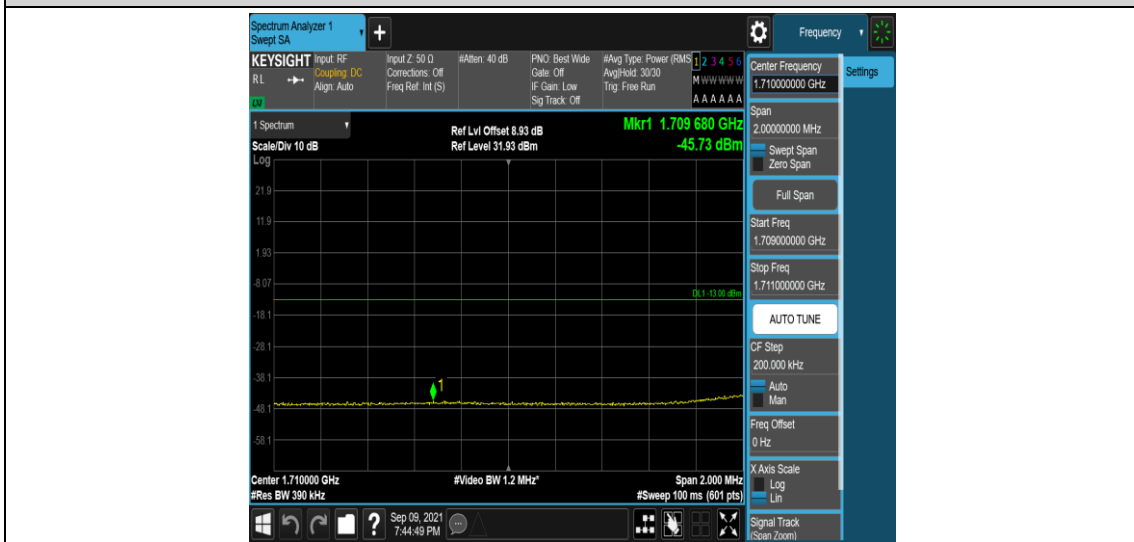 Spectrum Analyzer 1
Swept SA
Frequency
KEYSIGHT
RL
LXI
Input: RF
Coupling: DC
Align: Auto
Input Z: 50 Ω
Corrections: Off
Freq Ref: Int (S)
#Atten: 40 dB
PNO: Best Wide
Gate: Off
IF Gain: Low
Sig Track: Off
#Avg Type: Power (RMS
Avg|Hold: 30/30
Trig: Free Run
1 2 3 4 5 6
M W W W W W
A A A A A A
1 Spectrum
Scale/Div 10 dB
Ref Lvl Offset 8.93 dB
Ref Level 31.93 dBm
Mkr1 1.709 680 GHz
-45.73 dBm
Log
21.9
11.9
1.93
-8.07
DL1 -13.00 dBm
-18.1
-28.1
-38.1
1
-48.1
-58.1
Center 1.710000 GHz
#Res BW 390 kHz
#Video BW 1.2 MHz*
Span 2.000 MHz
#Sweep 100 ms (601 pts)
Center Frequency
1.710000000 GHz
Settings
Span
2.00000000 MHz
Swept Span
Zero Span
Full Span
Start Freq
1.709000000 GHz
Stop Freq
1.711000000 GHz
AUTO TUNE
CF Step
200.000 kHz
Auto
Man
Freq Offset
0 Hz
X Axis Scale
Log
Lin
Signal Track
(Span Zoom)
?
Sep 09, 2021
7:44:49 PM